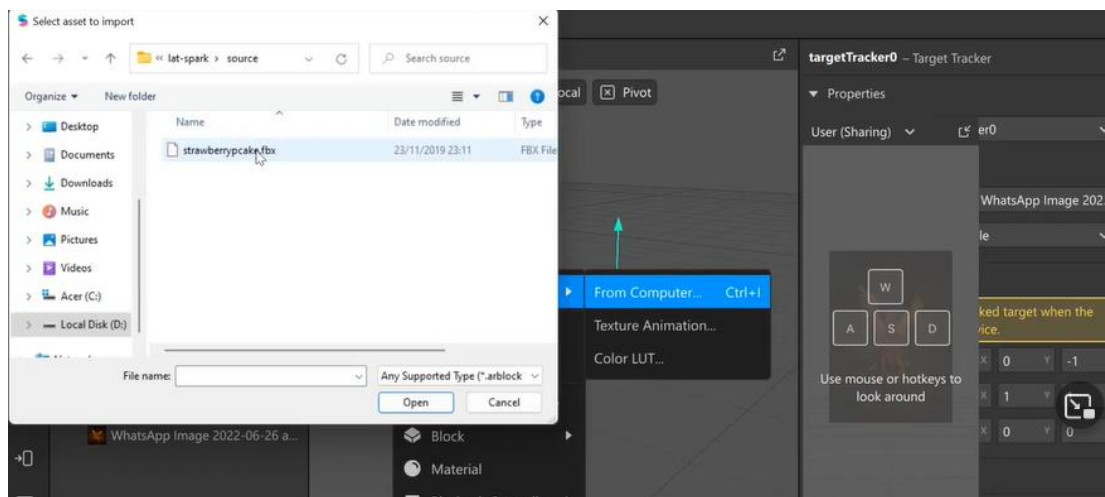 Select asset to import
« lat-spark › source
Search source
Organize
New folder
Name
Date modified
Type
strawberrypcake.fbx
23/11/2019 23:11
FBX File
Desktop
Documents
Downloads
Music
Pictures
Videos
Acer (C:)
Local Disk (D:)
File name:
Any Supported Type (*.arblock
Open
Cancel
ocal
Pivot
From Computer...
Ctrl+I
Texture Animation...
Color LUT...
Block
Material
WhatsApp Image 2022-06-26 a...
targetTracker0 – Target Tracker
Properties
User (Sharing)
er0
WhatsApp Image 202
le
W
A S D
Use mouse or hotkeys to
look around
ked target when the
vice.
X 0 Y -1
X 1 Y
X 0 Y 0